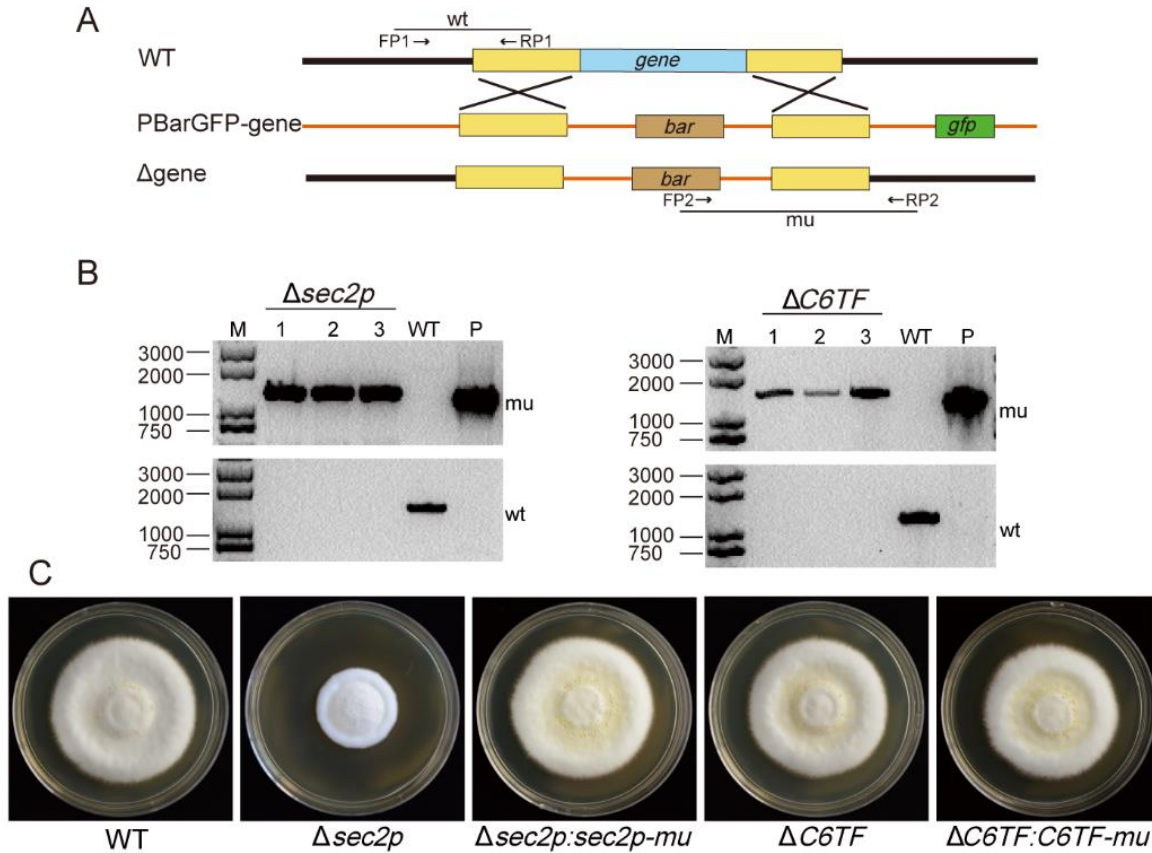 A
wt
FP1→ ←RP1
WT gene
PBarGFP-gene bar gfp
Δgene bar
FP2→ ←RP2
mu
B
Δsec2p
M 1 2 3 WT P
3000
2000
1000
750
mu
3000
2000
1000
750
wt
ΔC6TF
M 1 2 3 WT P
3000
2000
1000
750
mu
3000
2000
1000
750
wt
C
WT Δsec2p Δsec2p:sec2p-mu ΔC6TF ΔC6TF:C6TF-mu